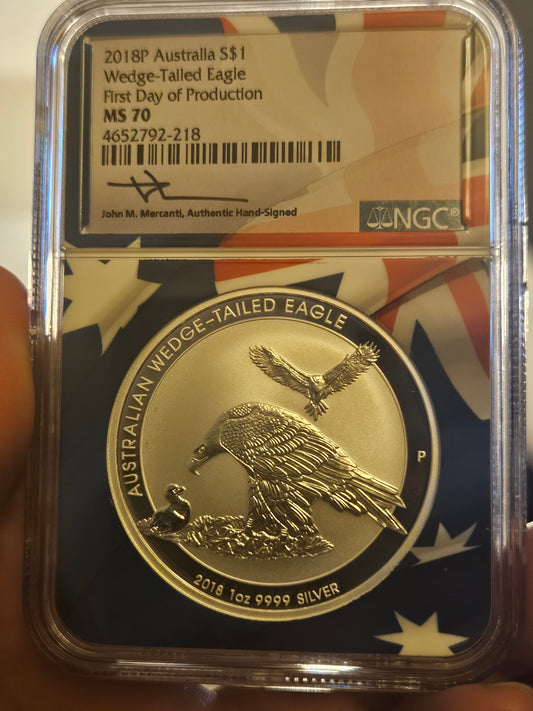 2018P Australia S$1
Wedge-Tailed Eagle
First Day of Production
MS 70
4652792-218
John M. Mercanti, Authentic Hand-Signed
NGC®
AUSTRALIAN WEDGE-TAILED EAGLE
P
2018 1oz 9999 SILVER